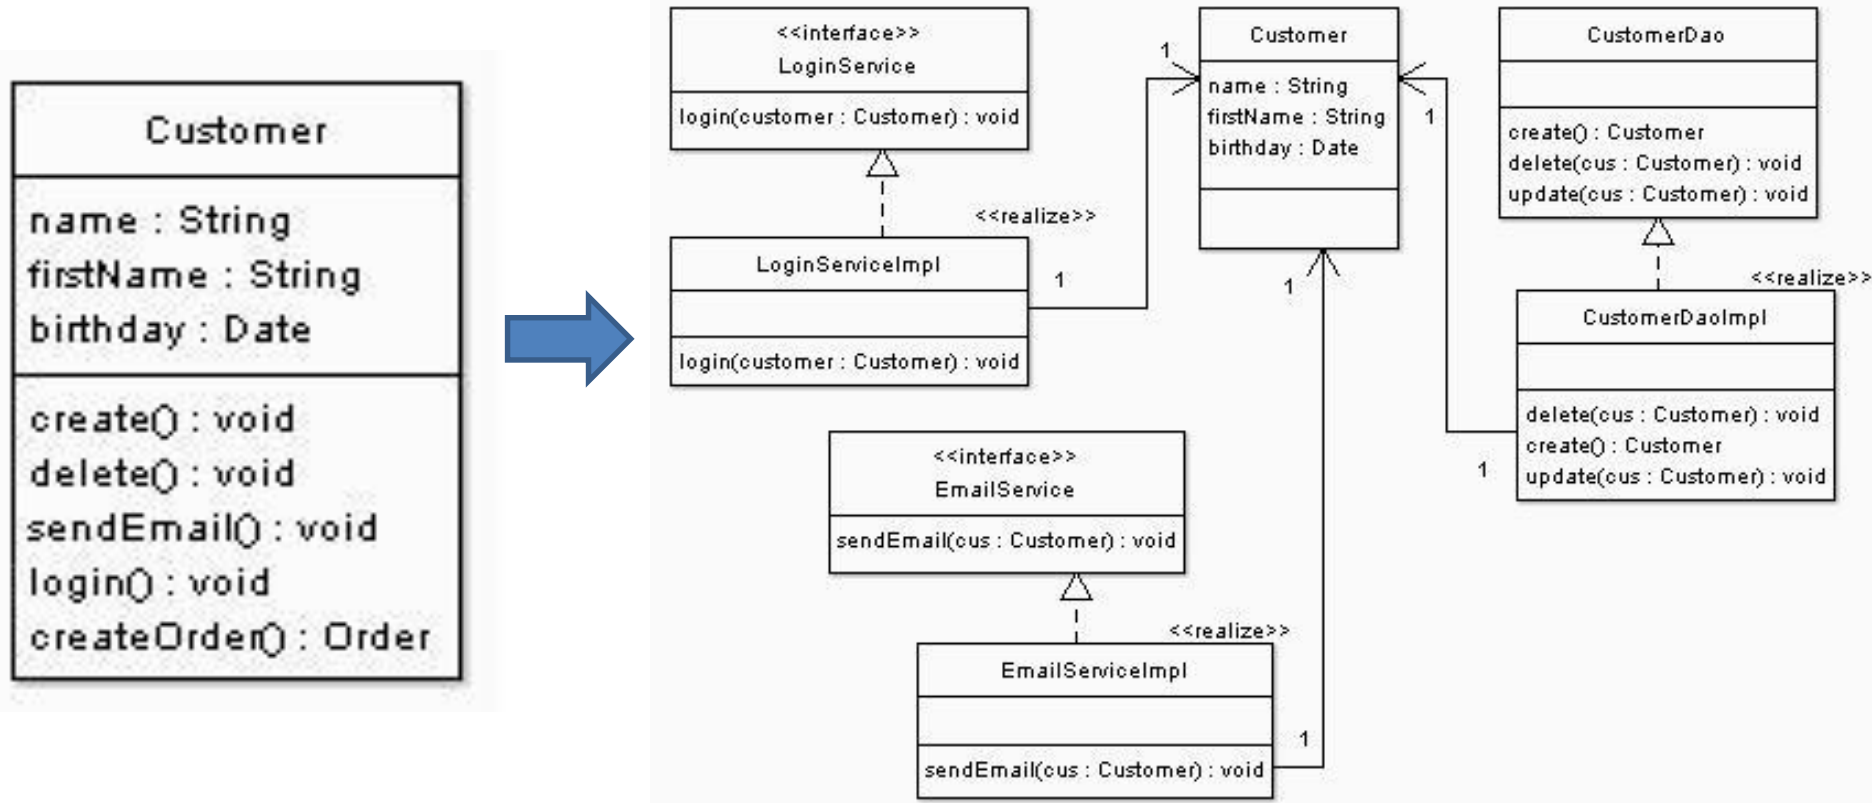 Customer
name : String
firstName : String
birthday : Date
create() : void
delete() : void
sendEmail() : void
login() : void
createOrder() : Order
<<interface>>
LoginService
login(customer : Customer) : void
<<realize>>
LoginServiceImpl
login(customer : Customer) : void
1
1
Customer
name : String
firstName : String
birthday : Date
1
1
CustomerDao
create() : Customer
delete(cus : Customer) : void
update(cus : Customer) : void
<<realize>>
CustomerDaoImpl
delete(cus : Customer) : void
create() : Customer
update(cus : Customer) : void
1
<<interface>>
EmailService
sendEmail(cus : Customer) : void
<<realize>>
EmailServiceImpl
sendEmail(cus : Customer) : void
1